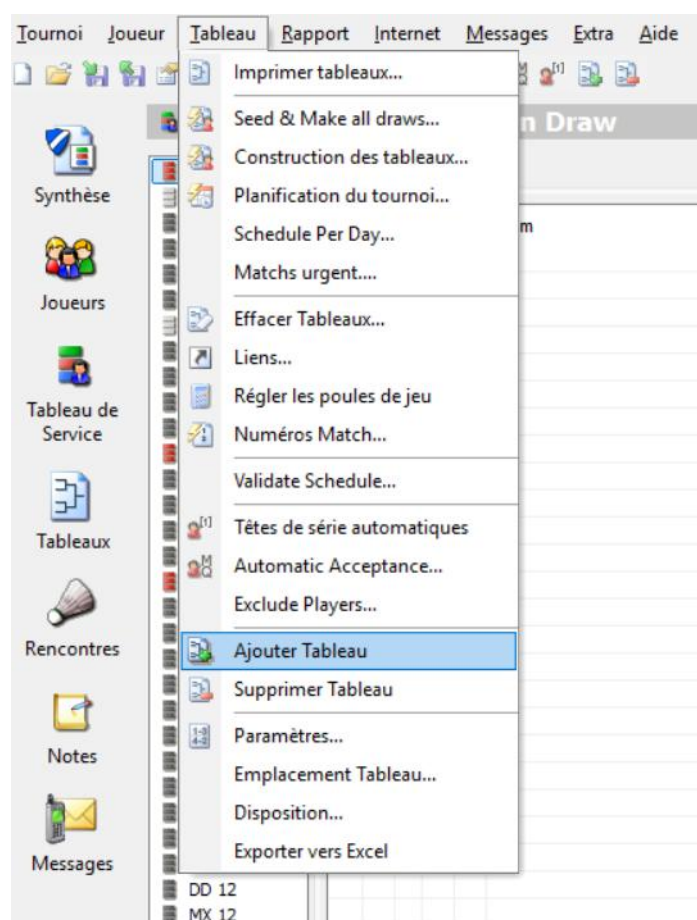 Tournoi Joueur Tableau Rapport Internet Messages Extra Aide
Imprimer tableaux...
Seed & Make all draws...
n Draw
Construction des tableaux...
Synthèse
Planification du tournoi...
Schedule Per Day...
m
Matchs urgent....
Joueurs
Effacer Tableaux...
Liens...
Régler les poules de jeu
Tableau de
Service
Numéros Match...
Validate Schedule...
Têtes de série automatiques
Tableaux
Automatic Acceptance...
Exclude Players...
Rencontres
Ajouter Tableau
Supprimer Tableau
Paramètres...
Notes
Emplacement Tableau...
Disposition...
Exporter vers Excel
Messages
DD 12
MX 12